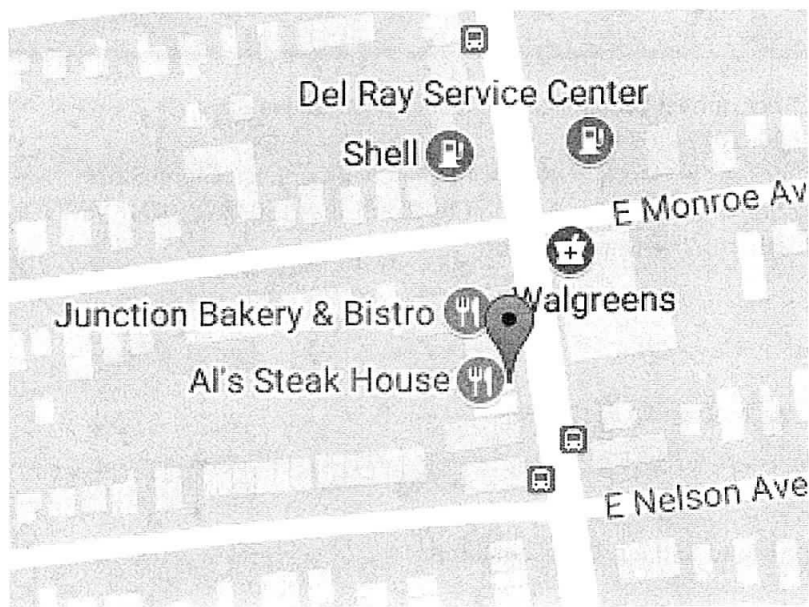 Del Ray Service Center
Shell
E Monroe Av
Walgreens
Junction Bakery & Bistro
Al's Steak House
E Nelson Ave